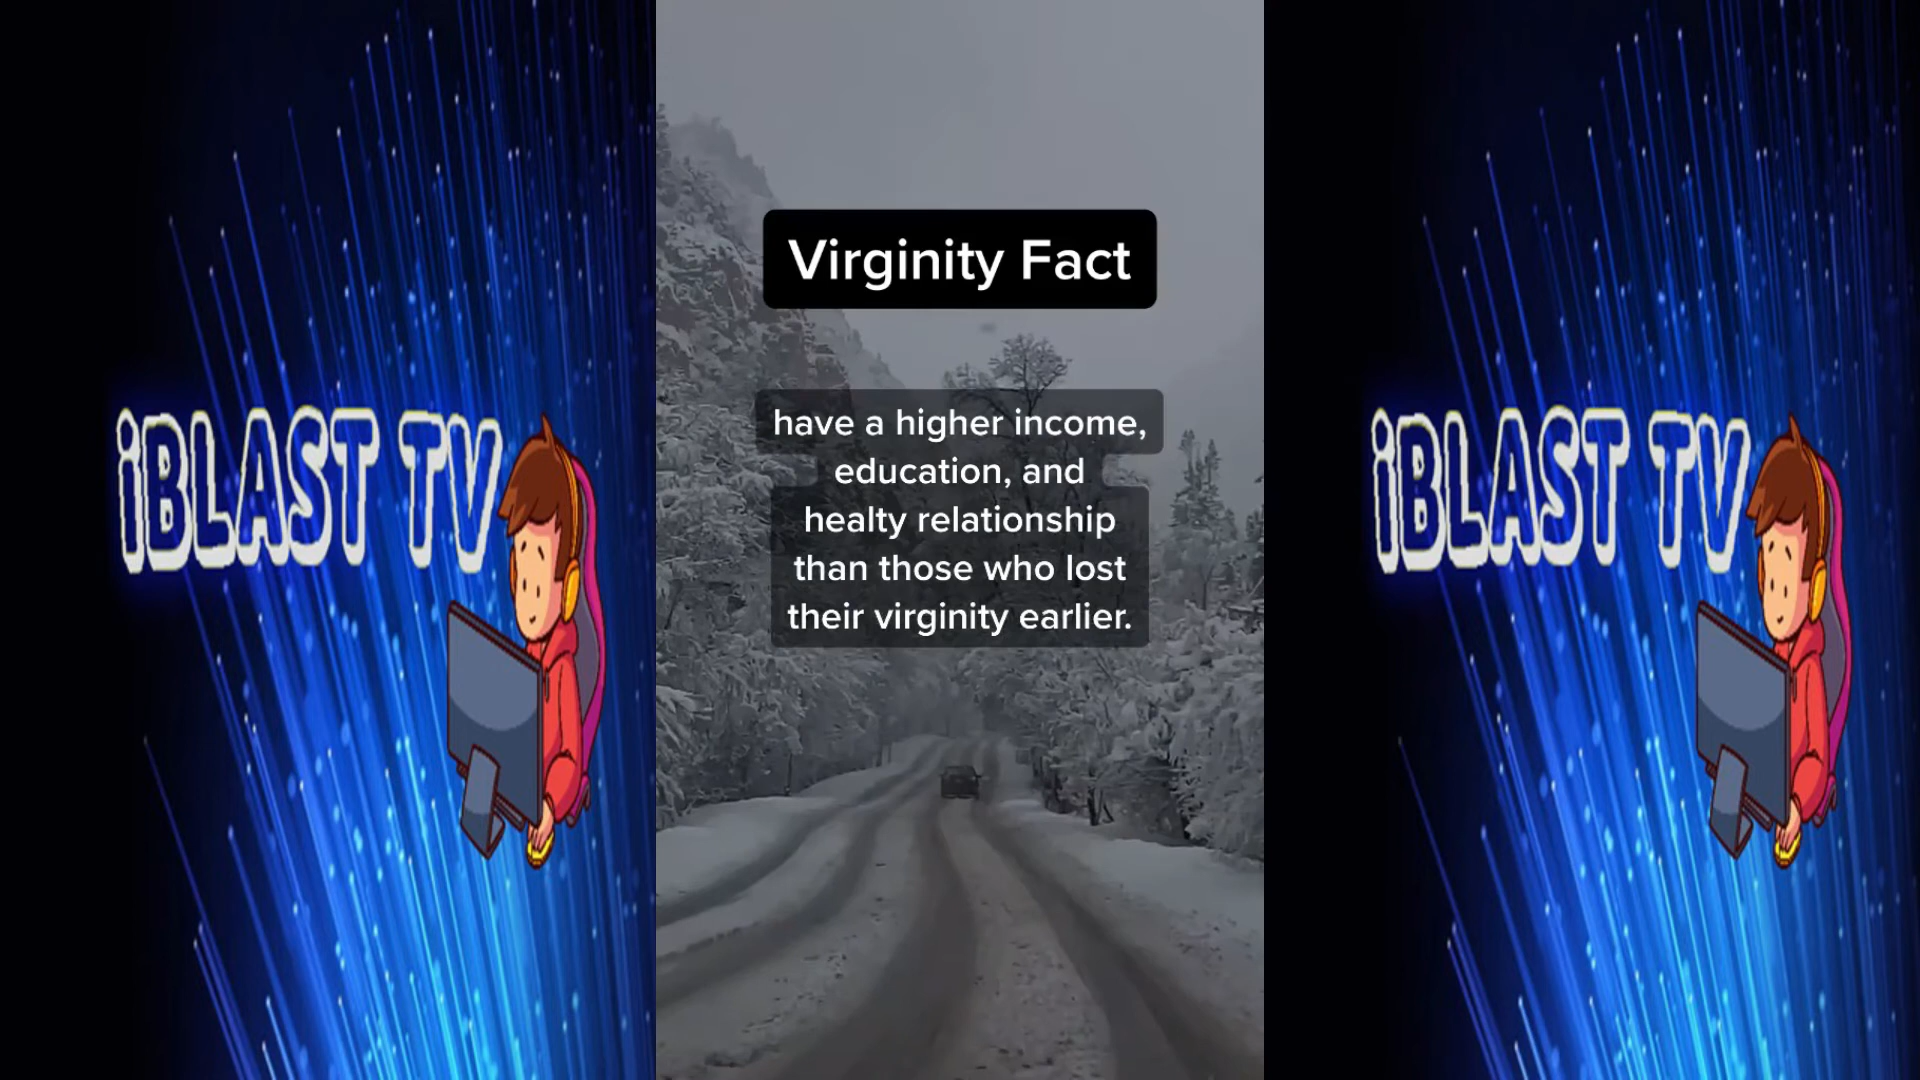 iBLAST TV
Virginity Fact
have a higher income,
education, and
healty relationship
than those who lost
their virginity earlier.
iBLAST TV